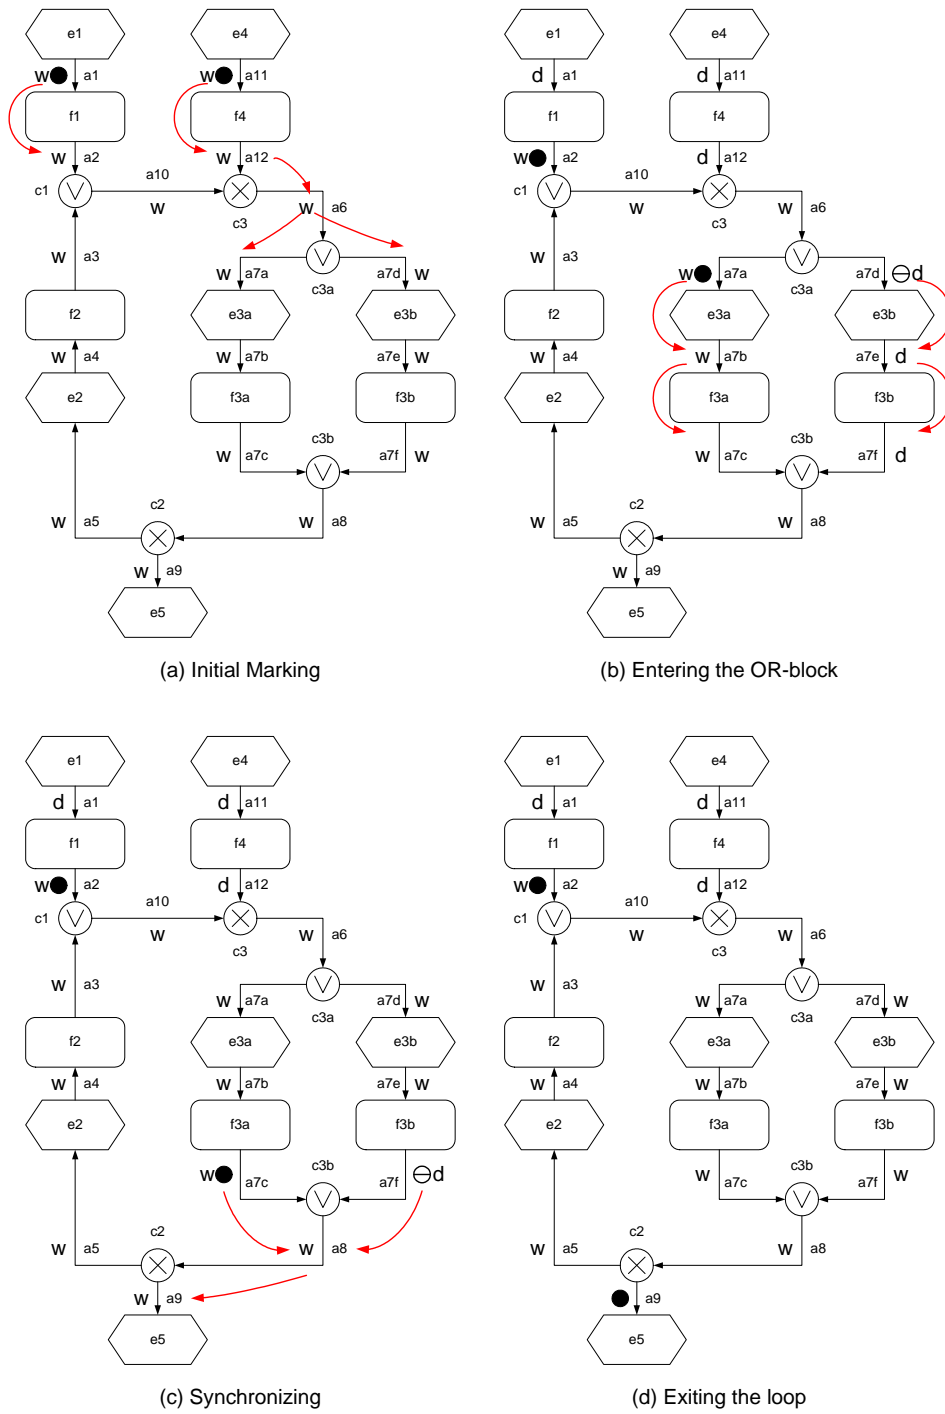 e1 e4
w a1 w a11
f1 f4
w a2 w a12
c1 a10 w c3
w a6
w a3
w a7a a7d w
c3a
e3a e3b
f2
w a4 w a7b a7e w
e2 f3a f3b
c3b
w a7c a7f w
c2
w a5 w a8
w a9
e5
(a) Initial Marking
e1 e4
d a1 d a11
f1 f4
w a2 d a12
c1 a10 w c3
w a6
w a3
w a7a a7d d
c3a
e3a e3b
f2
w a4 w a7b a7e d
e2 f3a f3b
c3b
w a7c a7f d
c2
w a5 w a8
w a9
e5
(b) Entering the OR-block
e1 e4
d a1 d a11
f1 f4
w a2 d a12
c1 a10 w c3
w a6
w a3
w a7a a7d w
c3a
e3a e3b
f2
w a4 w a7b a7e w
e2 f3a f3b
c3b
w a7c a7f d
c2
w a5 w a8
w a9
e5
(c) Synchronizing
e1 e4
d a1 d a11
f1 f4
w a2 d a12
c1 a10 w c3
w a6
w a3
w a7a a7d w
c3a
e3a e3b
f2
w a4 w a7b a7e w
e2 f3a f3b
c3b
w a7c a7f w
c2
w a5 w a8
a9
e5
(d) Exiting the loop